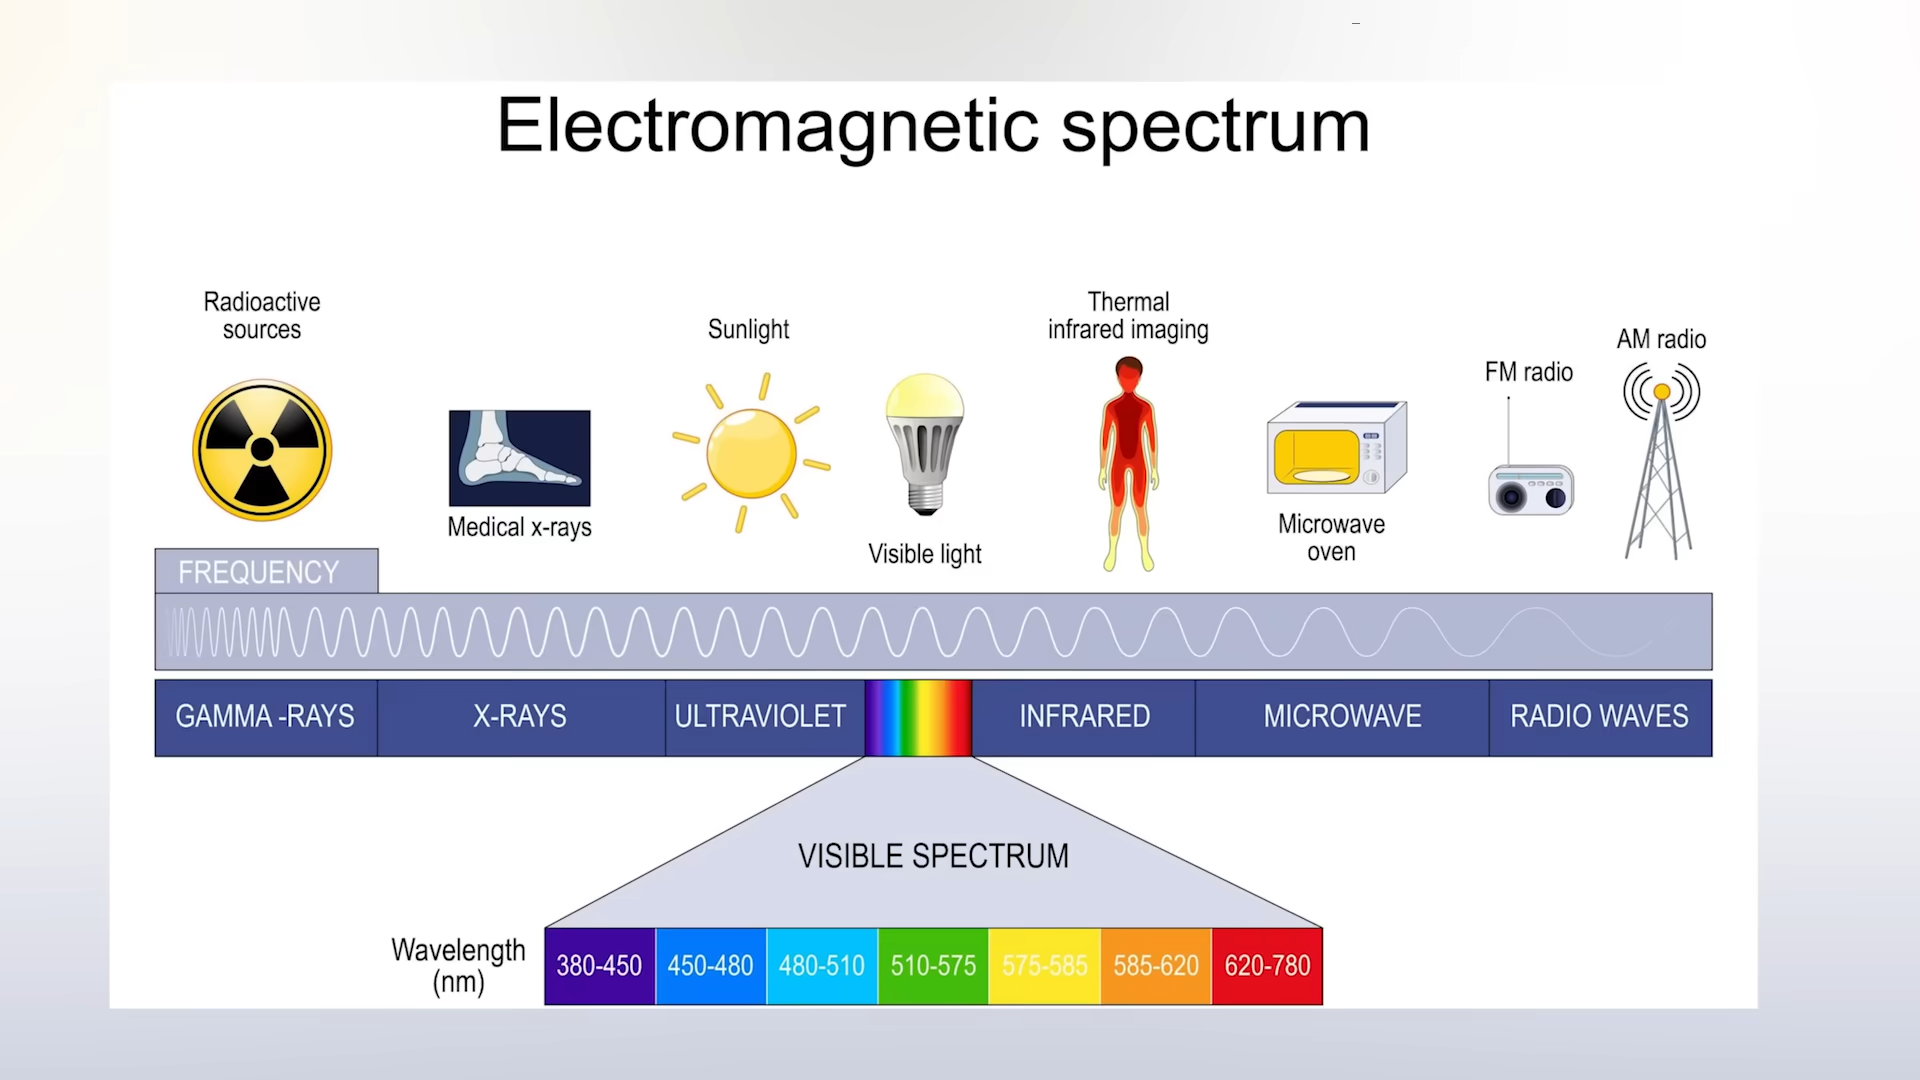 Electromagnetic spectrum
Radioactive
sources
Medical x-rays
Sunlight
Visible light
Thermal
infrared imaging
Microwave
oven
FM radio
AM radio
FREQUENCY
GAMMA -RAYS
X-RAYS
ULTRAVIOLET
INFRARED
MICROWAVE
RADIO WAVES
VISIBLE SPECTRUM
Wavelength
(nm)
380-450
450-480
480-510
510-575
575-585
585-620
620-780